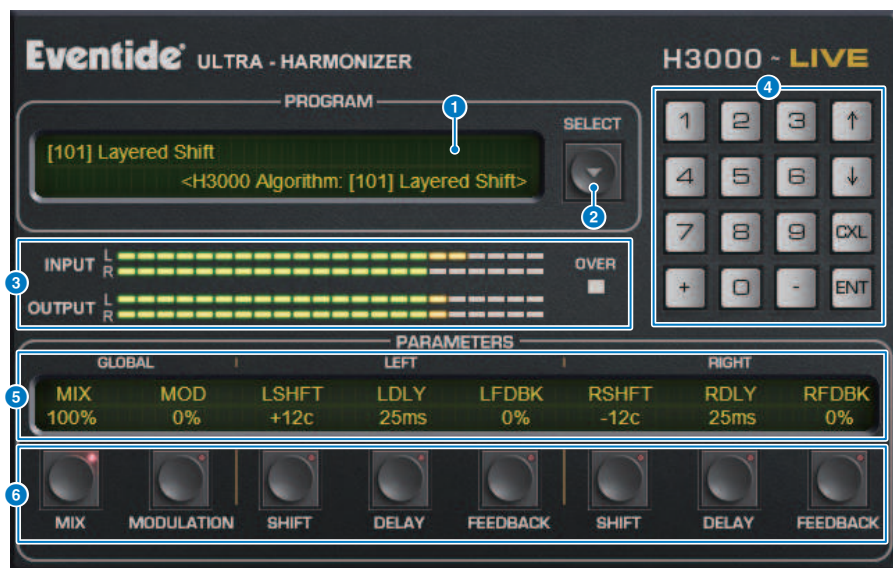 Eventide® ULTRA - HARMONIZER
H3000 ~ LIVE
PROGRAM
1
SELECT
[101] Layered Shift
<H3000 Algorithm: [101] Layered Shift>
2
4
1 2 3 ↑
4 5 6 ↓
7 8 9 CXL
+ 0 - ENT
3
INPUT L
R
OVER
OUTPUT L
R
PARAMETERS
GLOBAL LEFT RIGHT
5
MIX MOD LSHFT LDLY LFDBK RSHFT RDLY RFDBK
100% 0% +12c 25ms 0% -12c 25ms 0%
6
MIX MODULATION SHIFT DELAY FEEDBACK SHIFT DELAY FEEDBACK